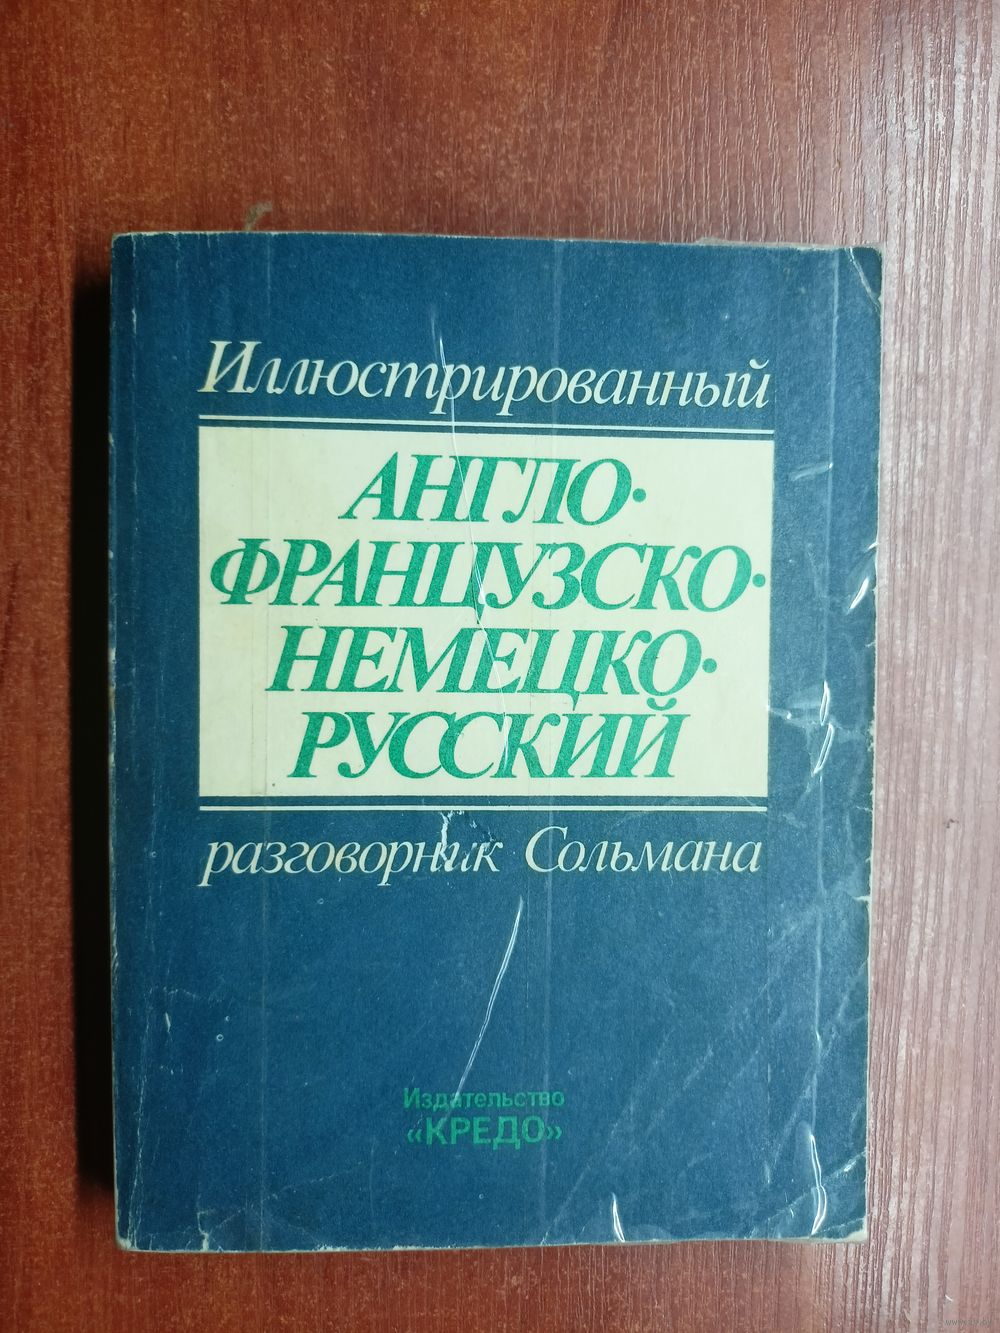 Иллюстрированный
АНГЛО-
ФРАНЦУЗСКО-
НЕМЕЦКО-
РУССКИЙ
разговорник Сольмана
Издательство
«КРЕДО»